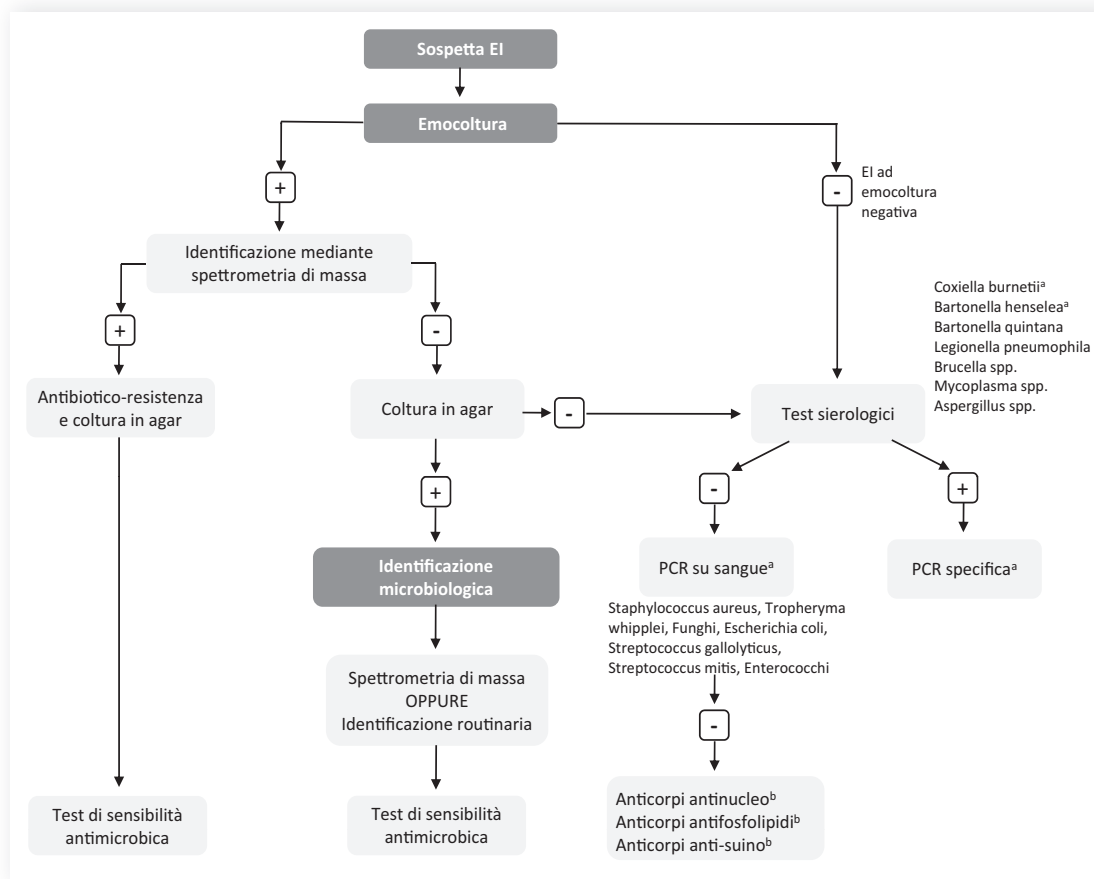 Sospetta EI
Emocoltura
+
-
EI ad
emocoltura
negativa
Identificazione mediante
spettrometria di massa
+
-
Coxiella burnetiiᵃ
Bartonella henseleaᵃ
Bartonella quintana
Legionella pneumophila
Brucella spp.
Mycoplasma spp.
Aspergillus spp.
Antibiotico-resistenza
e coltura in agar
Coltura in agar
-
Test sierologici
+
-
+
Identificazione
microbiologica
PCR su sangueᵃ
PCR specificaᵃ
Staphylococcus aureus, Tropheryma
whipplei, Funghi, Escherichia coli,
Streptococcus gallolyticus,
Streptococcus mitis, Enterococchi
Spettrometria di massa
OPPURE
Identificazione routinaria
-
Test di sensibilità
antimicrobica
Test di sensibilità
antimicrobica
Anticorpi antinucleoᵇ
Anticorpi antifosfolipidiᵇ
Anticorpi anti-suinoᵇ